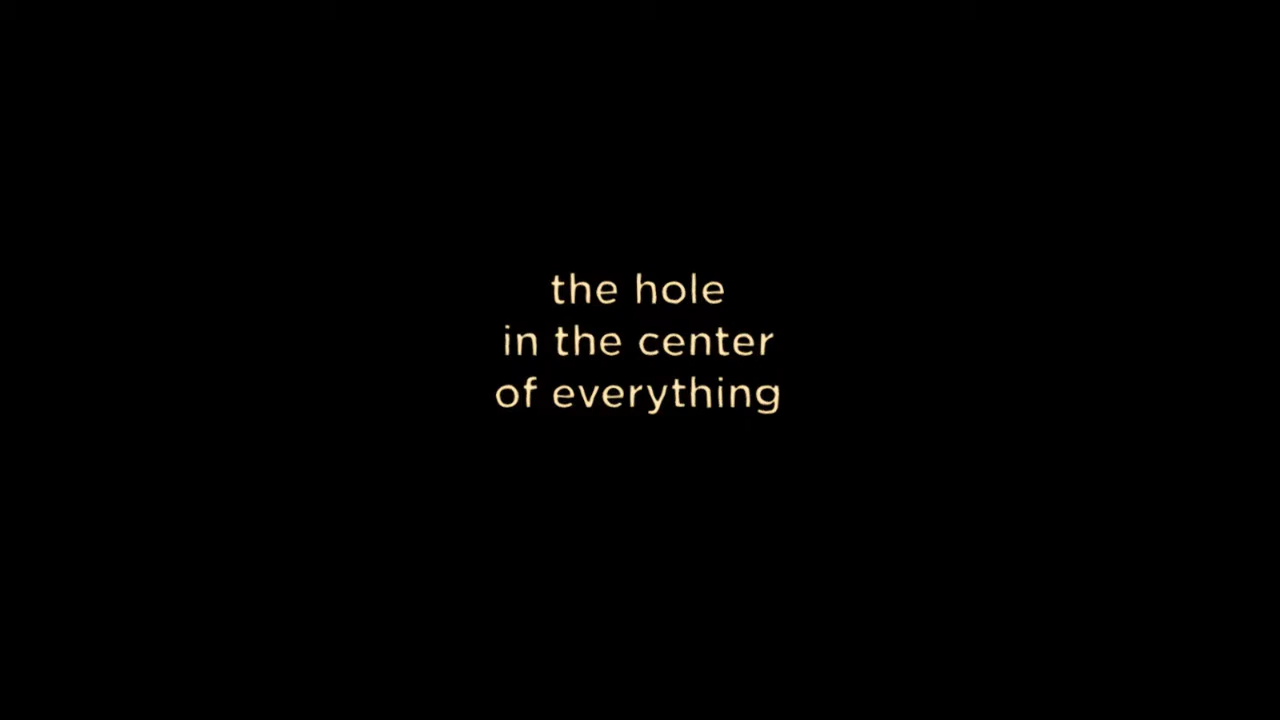 the hole
in the center
of everything